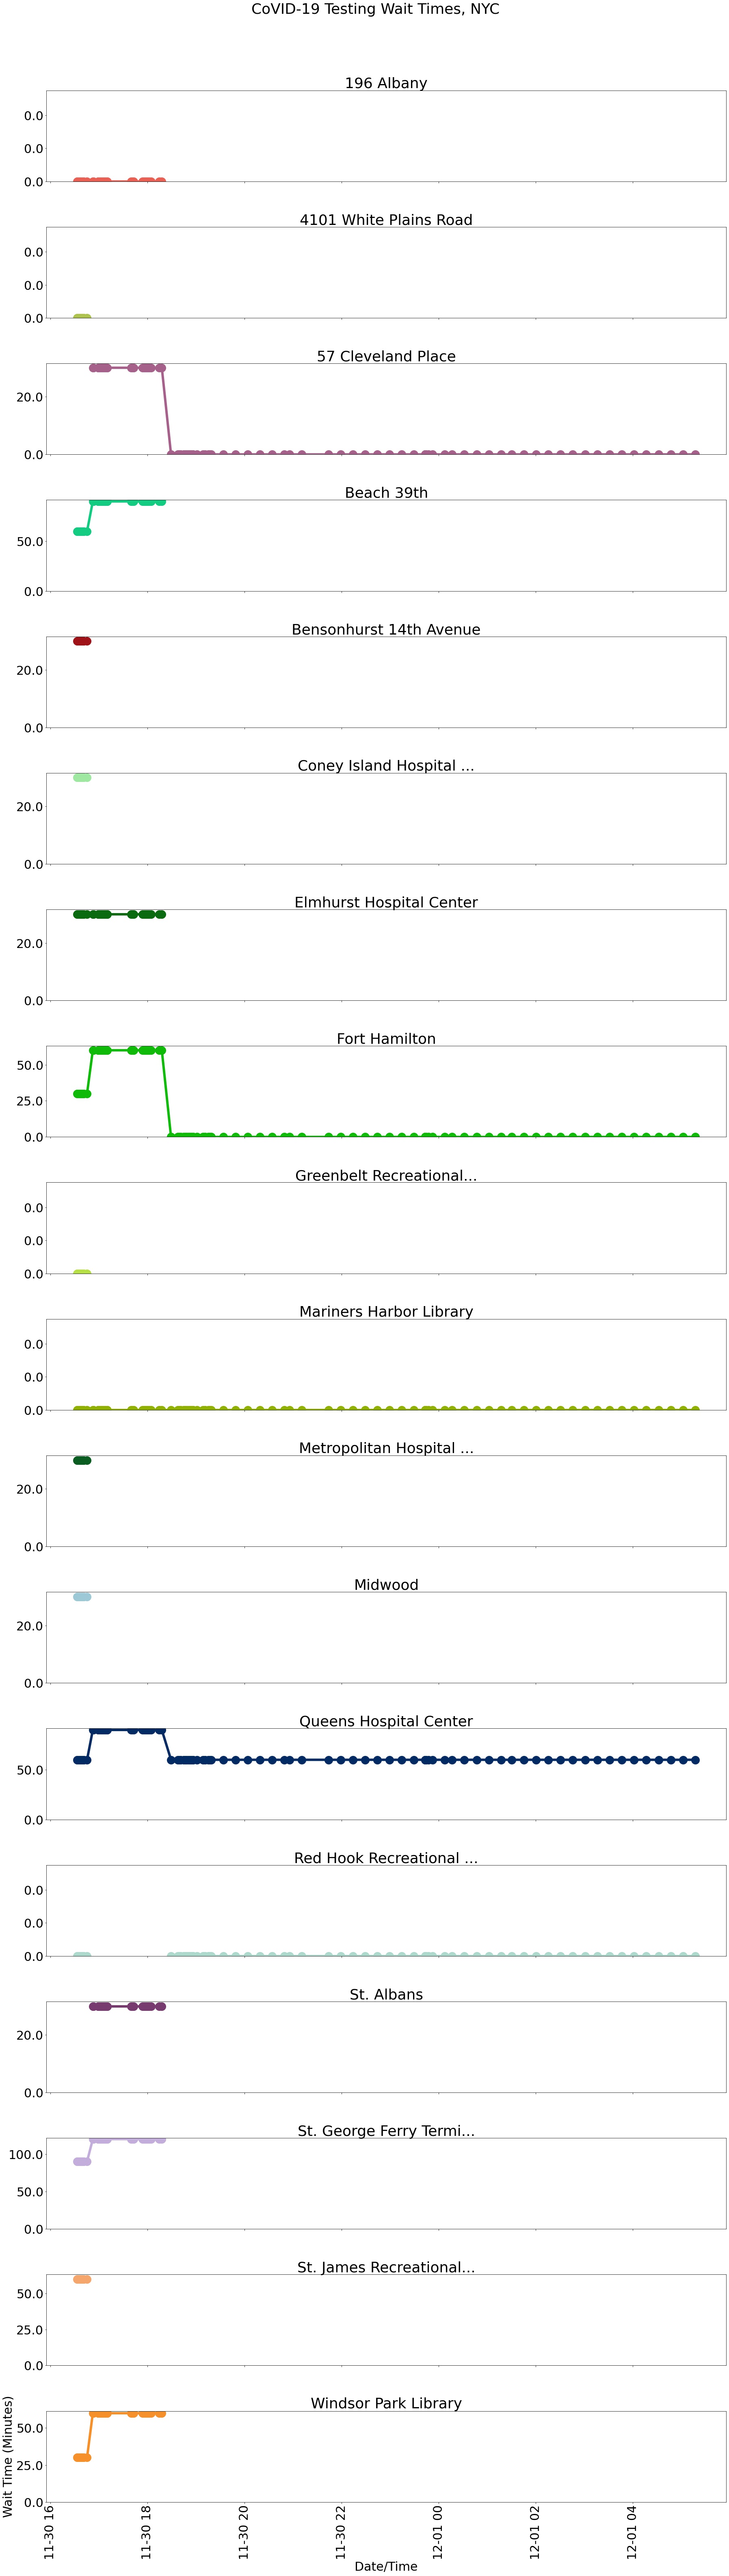 CoVID-19 Testing Wait Times, NYC
196 Albany
0.0
0.0
0.0
4101 White Plains Road
0.0
0.0
0.0
57 Cleveland Place
20.0
0.0
Beach 39th
50.0
0.0
Bensonhurst 14th Avenue
20.0
0.0
Coney Island Hospital ...
20.0
0.0
Elmhurst Hospital Center
20.0
0.0
Fort Hamilton
50.0
25.0
0.0
Greenbelt Recreational...
0.0
0.0
0.0
Mariners Harbor Library
0.0
0.0
0.0
Metropolitan Hospital ...
20.0
0.0
Midwood
20.0
0.0
Queens Hospital Center
50.0
0.0
Red Hook Recreational ...
0.0
0.0
0.0
St. Albans
20.0
0.0
St. George Ferry Termi...
100.0
50.0
0.0
St. James Recreational...
50.0
25.0
0.0
Windsor Park Library
50.0
25.0
0.0
Wait Time (Minutes)
11-30 16
11-30 18
11-30 20
11-30 22
12-01 00
12-01 02
12-01 04
Date/Time